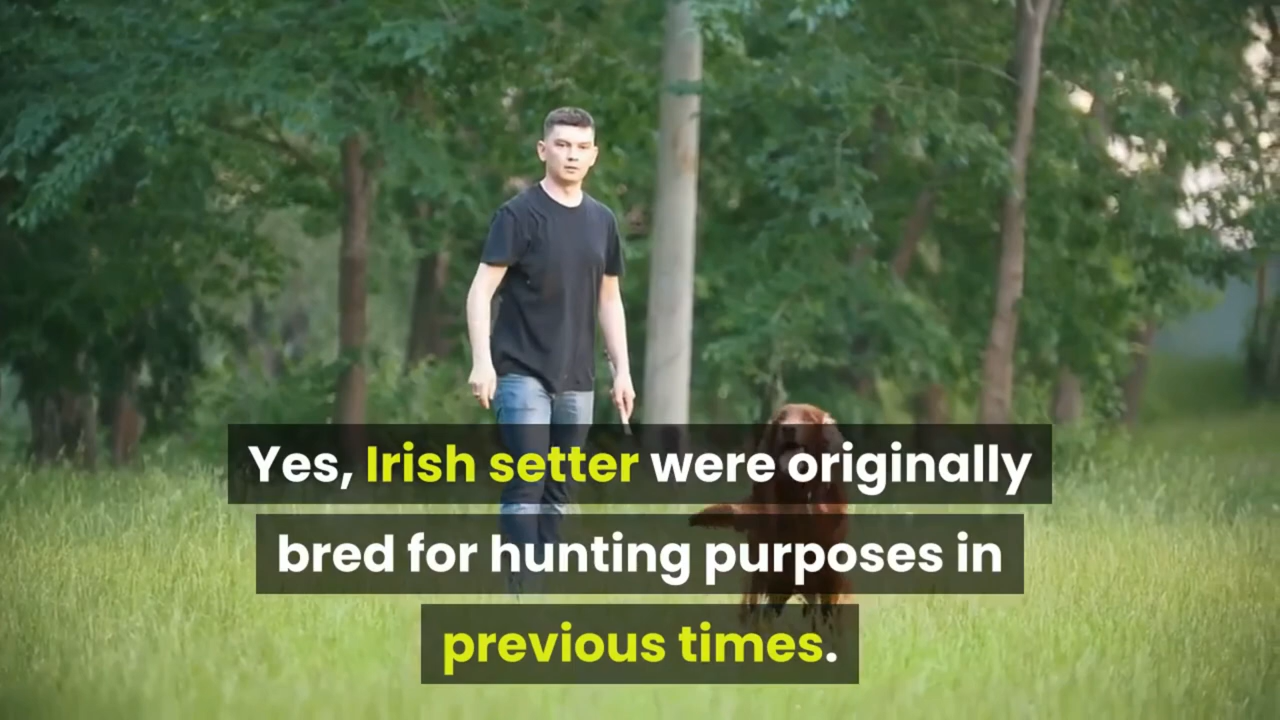 Yes, Irish setter were originally
bred for hunting purposes in
previous times.